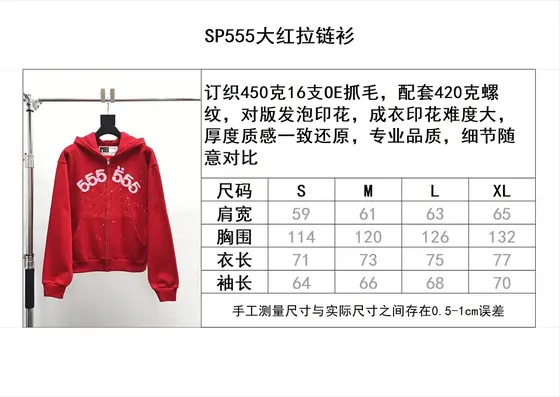 SP555大红拉链衫
订织450克16支OE抓毛，配套420克螺
纹，对版发泡印花，成衣印花难度大，
厚度质感一致还原，专业品质，细节随
意对比
尺码 S M L XL
肩宽 59 61 63 65
胸围 114 120 126 132
衣长 71 73 75 77
袖长 64 66 68 70
手工测量尺寸与实际尺寸之间存在0.5-1cm误差
555 555